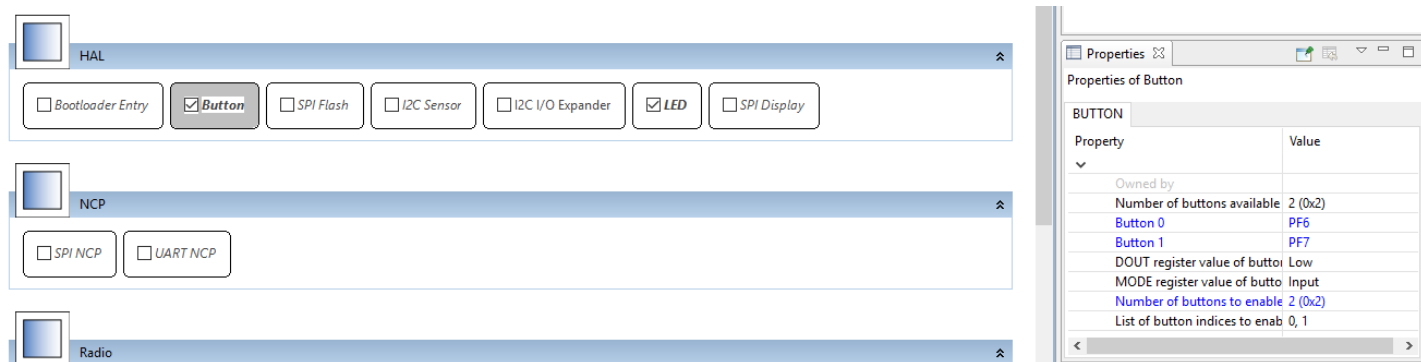 HAL
Bootloader Entry Button SPI Flash I2C Sensor I2C I/O Expander LED SPI Display
NCP
SPI NCP UART NCP
Radio
Properties
Properties of Button
BUTTON
Property Value
Owned by
Number of buttons available 2 (0x2)
Button 0 PF6
Button 1 PF7
DOUT register value of buttor Low
MODE register value of butto Input
Number of buttons to enable 2 (0x2)
List of button indices to enab 0, 1